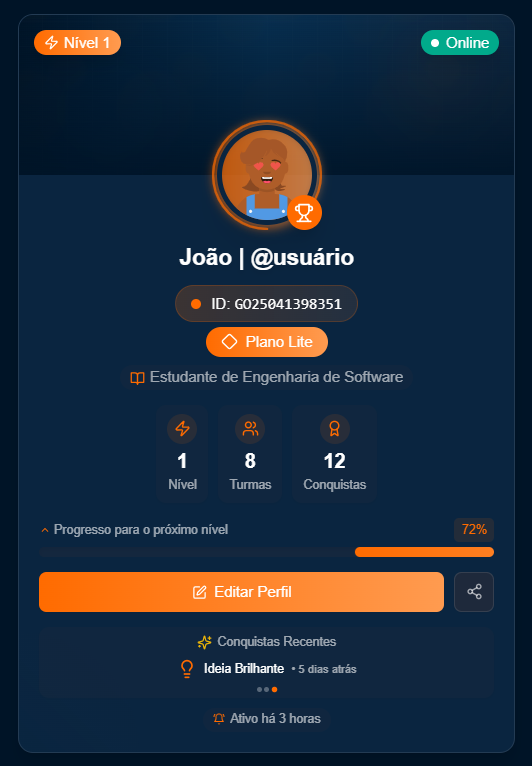 Nível 1
Online
João | @usuário
ID: GO25041398351
Plano Lite
Estudante de Engenharia de Software
1
Nível
8
Turmas
12
Conquistas
Progresso para o próximo nível
72%
Editar Perfil
Conquistas Recentes
Ideia Brilhante • 5 dias atrás
Ativo há 3 horas